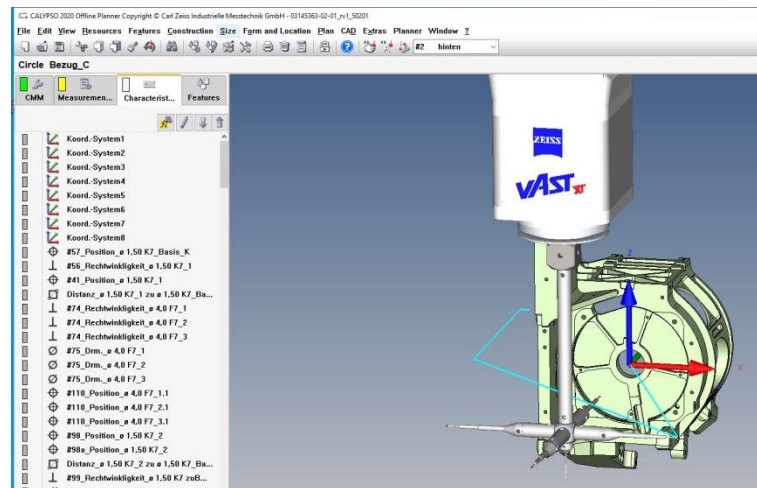 CALYPSO 2020 Offline Planner Copyright © Carl Zeiss Industrielle Messtechnik GmbH - 03145363-02-01_rv1_50201
File Edit View Resources Features Construction Size Form and Location Plan CAD Extras Planner Window ?
#2 hinten
Circle Bezug_C
CMM Measuremen... Characterist... Features
Koord.-System1
Koord.-System2
Koord.-System3
Koord.-System4
Koord.-System5
Koord.-System6
Koord.-System7
Koord.-System8
#57_Position_ø 1,50 K7_Basis_K
#56_Rechtwinkligkeit_ø 1,50 K7_1
#41_Position_ø 1,50 K7_1
Distanz_ø 1,50 K7_1 zu ø 1,50 K7_Ba...
#74_Rechtwinkligkeit_ø 4,0 F7_1
#74_Rechtwinkligkeit_ø 4,0 F7_2
#74_Rechtwinkligkeit_ø 4,0 F7_3
#75_Drm._ø 4,0 F7_1
#75_Drm._ø 4,0 F7_2
#75_Drm._ø 4,0 F7_3
#110_Position_ø 4,0 F7_1.1
#110_Position_ø 4,0 F7_2.1
#110_Position_ø 4,0 F7_3.1
#98_Position_ø 1,50 K7_2
#98a_Position_ø 1,50 K7_2
Distanz_ø 1,50 K7_2 zu ø 1,50 K7_Ba...
#99_Rechtwinkligkeit_ø 1,50 K7 zuB...
ZEISS
VAST XT
Z
X